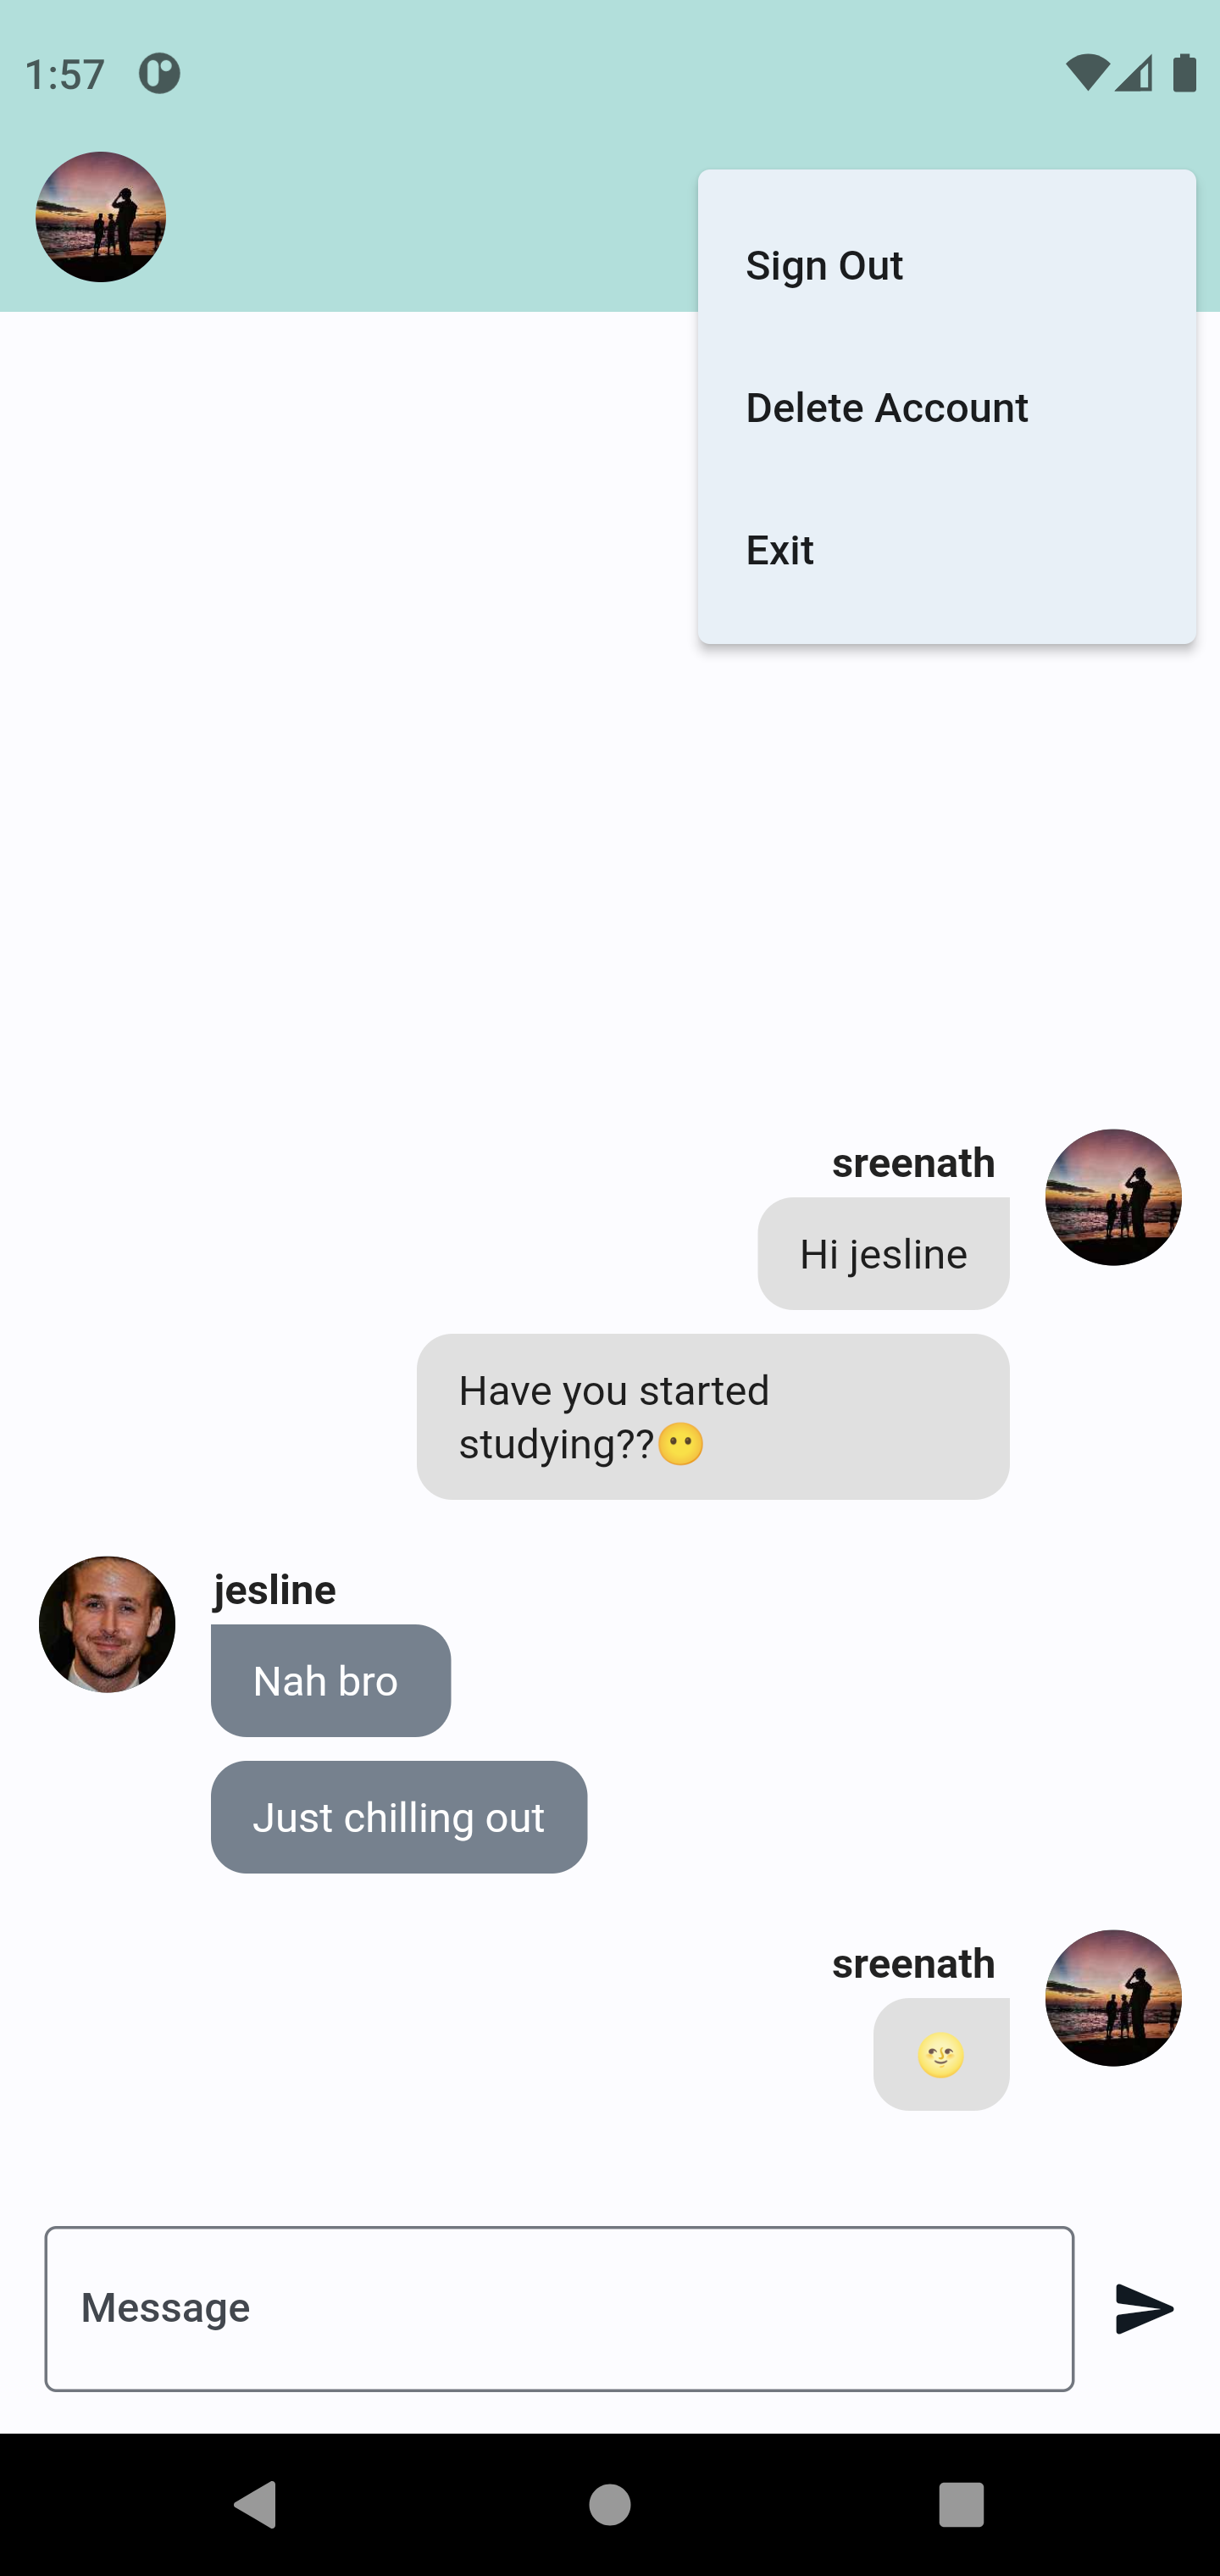 1:57
Sign Out
Delete Account
Exit
sreenath
Hi jesline
Have you started
studying??😶
jesline
Nah bro
Just chilling out
sreenath
🌝
Message